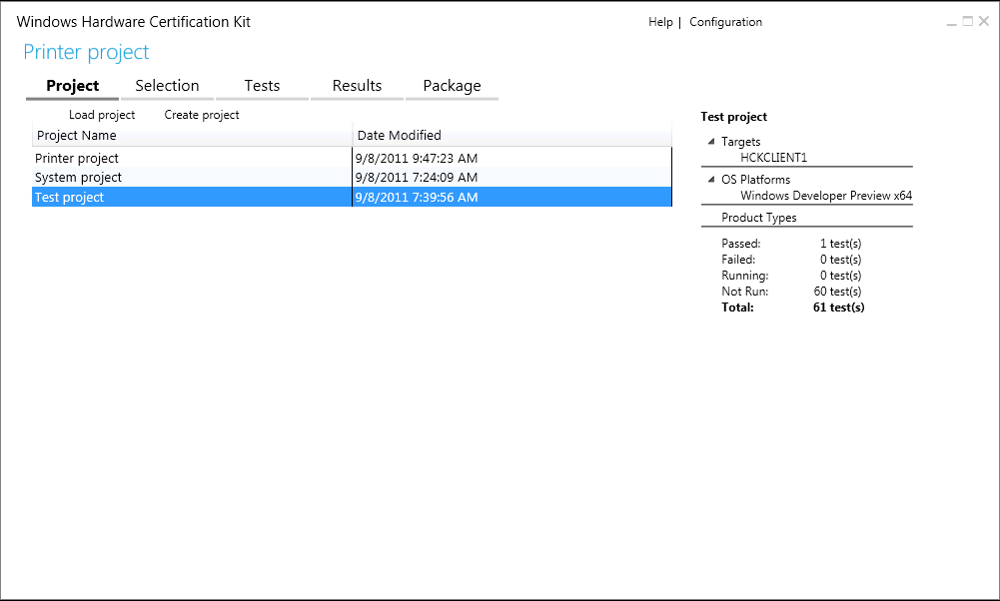 Windows Hardware Certification Kit
Help | Configuration
Printer project
Project Selection Tests Results Package
Load project Create project
Project Name Date Modified
Printer project 9/8/2011 9:47:23 AM
System project 9/8/2011 7:24:09 AM
Test project 9/8/2011 7:39:56 AM
Test project
Targets
HCKCLIENT1
OS Platforms
Windows Developer Preview x64
Product Types
Passed: 1 test(s)
Failed: 0 test(s)
Running: 0 test(s)
Not Run: 60 test(s)
Total: 61 test(s)